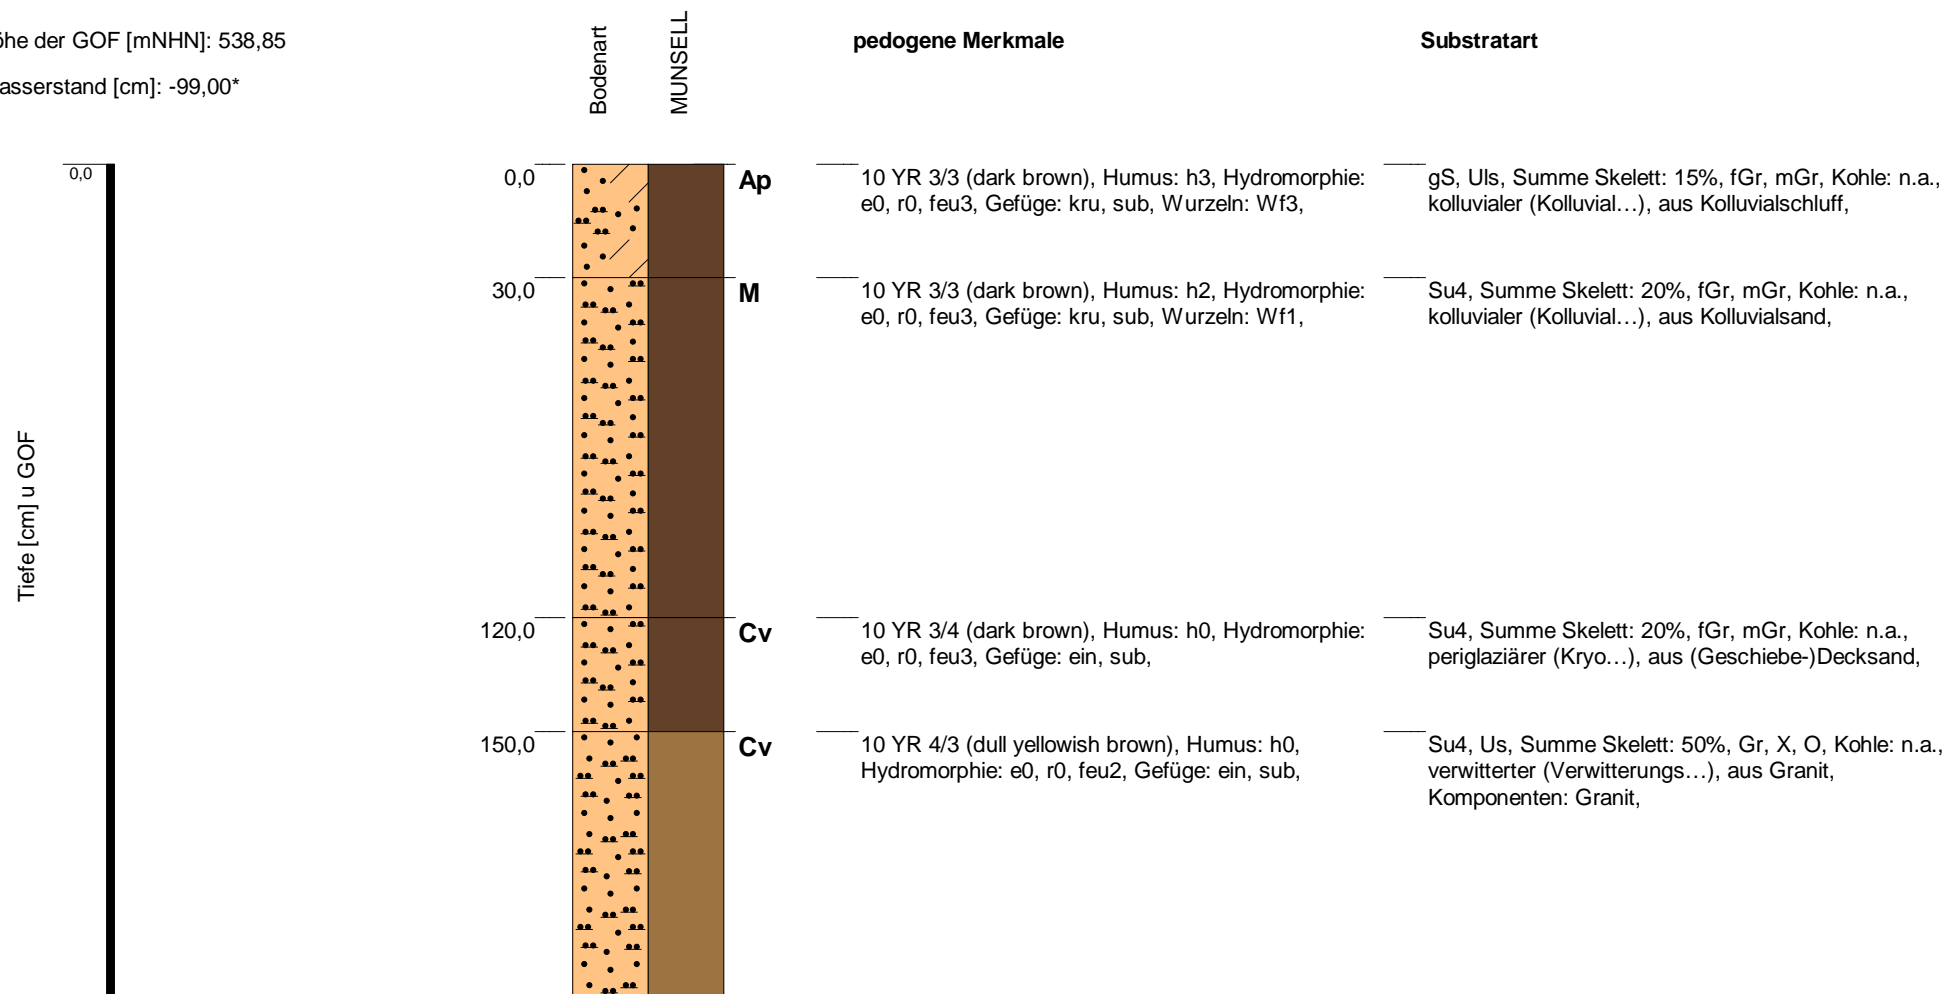 öhe der GOF [mNHN]: 538,85
asserstand [cm]: -99,00*
Bodenart
MUNSELL
pedogene Merkmale
Substratart
Tiefe [cm] u GOF
0,0
0,0
Ap
10 YR 3/3 (dark brown), Humus: h3, Hydromorphie:
e0, r0, feu3, Gefüge: kru, sub, Wurzeln: Wf3,
gS, Uls, Summe Skelett: 15%, fGr, mGr, Kohle: n.a.,
kolluvialer (Kolluvial…), aus Kolluvialschluff,
30,0
M
10 YR 3/3 (dark brown), Humus: h2, Hydromorphie:
e0, r0, feu3, Gefüge: kru, sub, Wurzeln: Wf1,
Su4, Summe Skelett: 20%, fGr, mGr, Kohle: n.a.,
kolluvialer (Kolluvial…), aus Kolluvialsand,
120,0
Cv
10 YR 3/4 (dark brown), Humus: h0, Hydromorphie:
e0, r0, feu3, Gefüge: ein, sub,
Su4, Summe Skelett: 20%, fGr, mGr, Kohle: n.a.,
periglaziärer (Kryo…), aus (Geschiebe-)Decksand,
150,0
Cv
10 YR 4/3 (dull yellowish brown), Humus: h0,
Hydromorphie: e0, r0, feu2, Gefüge: ein, sub,
Su4, Us, Summe Skelett: 50%, Gr, X, O, Kohle: n.a.,
verwitterter (Verwitterungs…), aus Granit,
Komponenten: Granit,